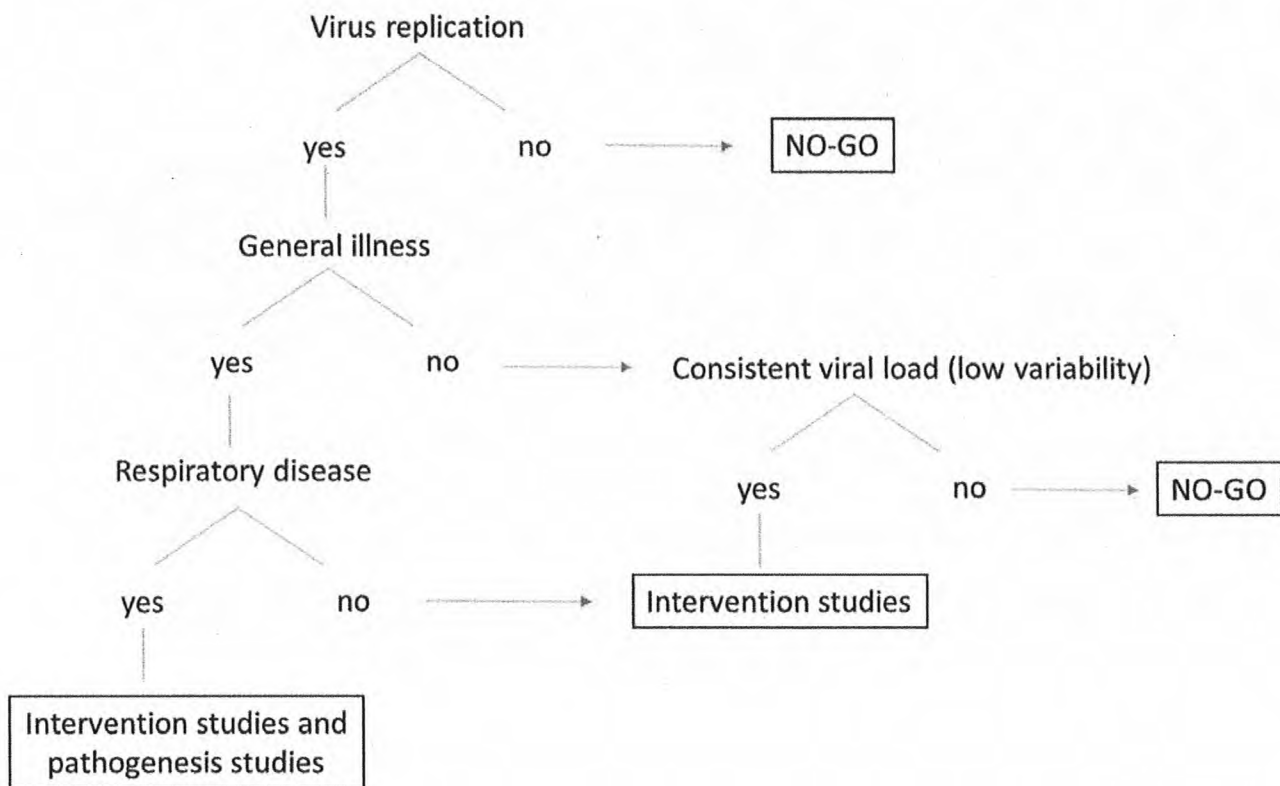 Virus replication
yes
no
NO-GO
General illness
yes
no
Consistent viral load (low variability)
Respiratory disease
yes
no
NO-GO
yes
no
Intervention studies
Intervention studies and
pathogenesis studies